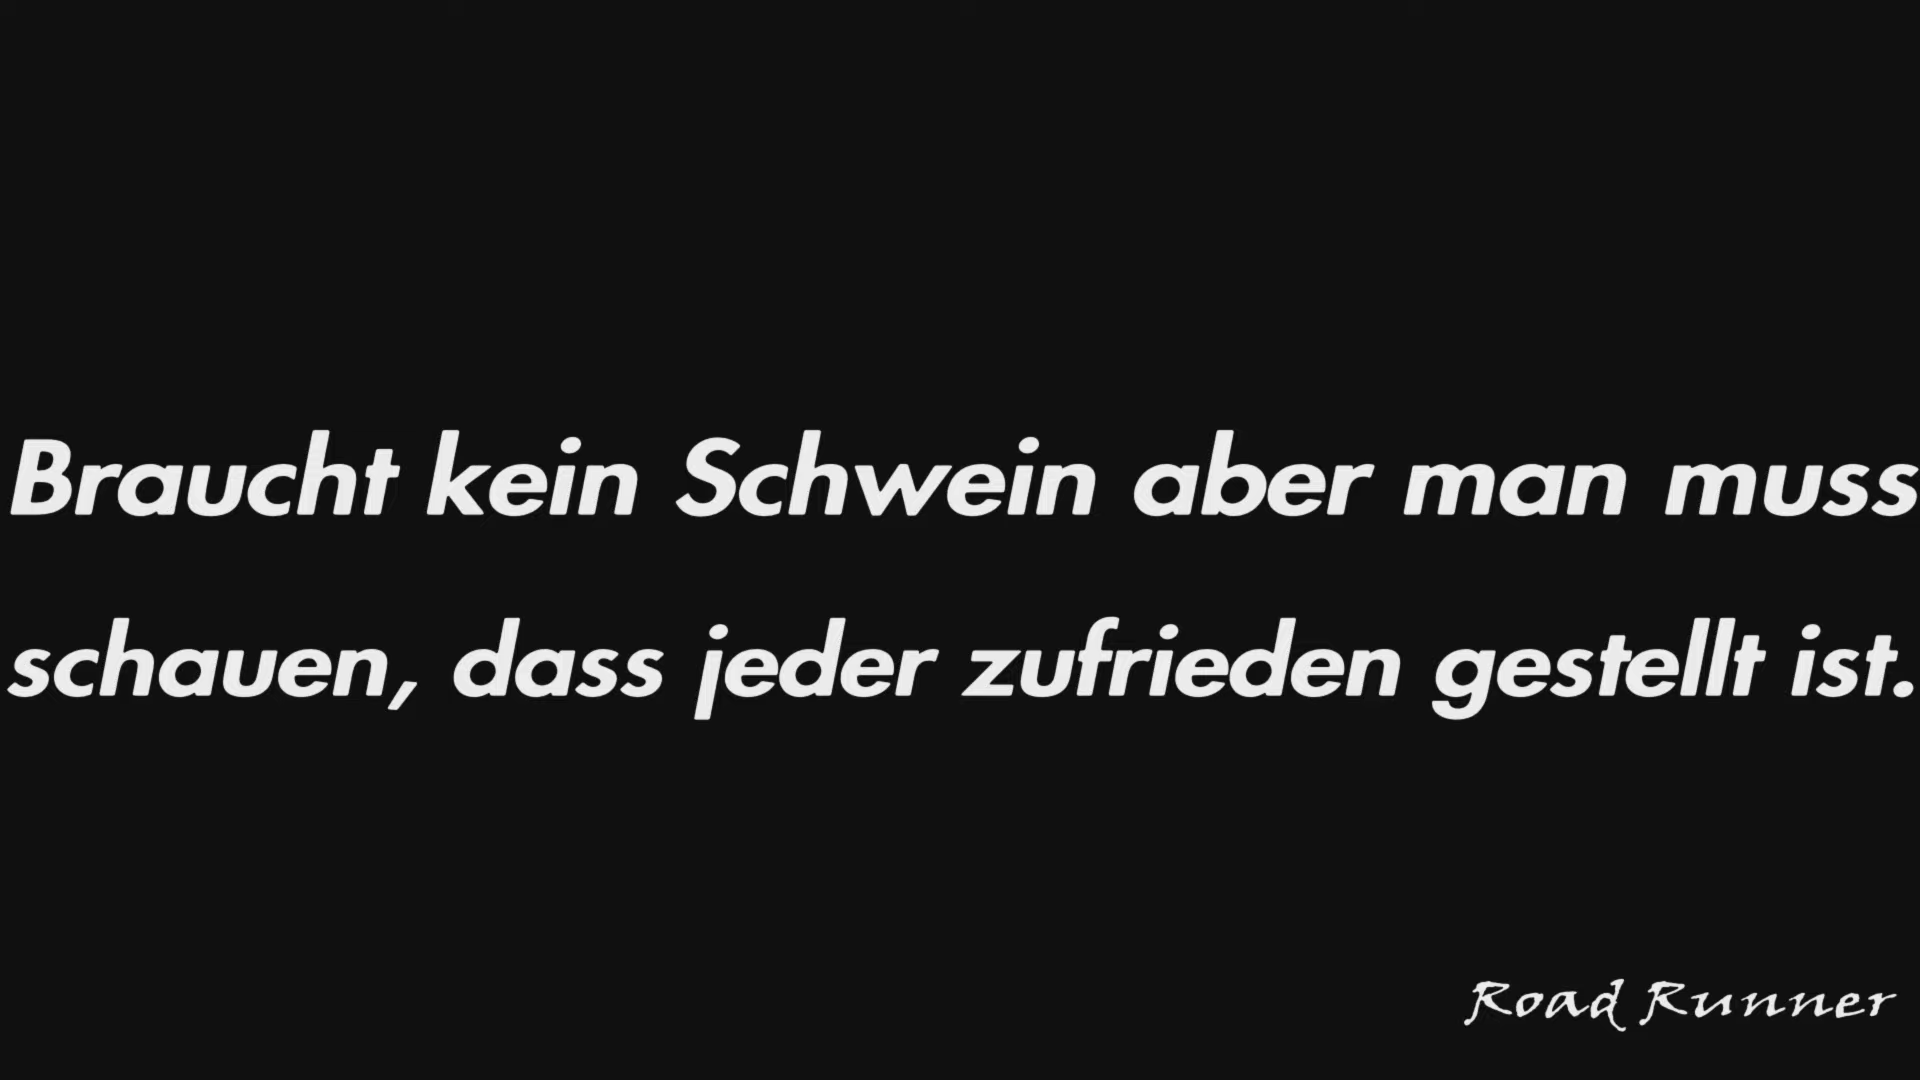 Braucht kein Schwein aber man muss
schauen, dass jeder zufrieden gestellt ist.
Road Runner